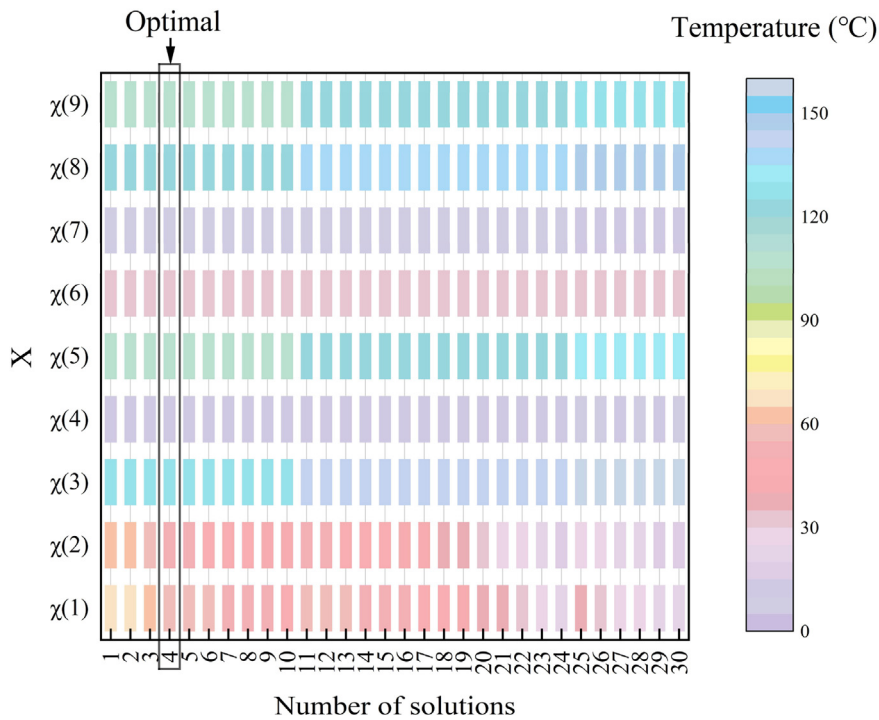 Optimal
Temperature (°C)
χ(9)
χ(8)
χ(7)
χ(6)
χ(5)
χ(4)
χ(3)
χ(2)
χ(1)
X
150
120
90
60
30
0
1 2 3 4 5 6 7 8 9 10 11 12 13 14 15 16 17 18 19 20 21 22 23 24 25 26 27 28 29 30
Number of solutions